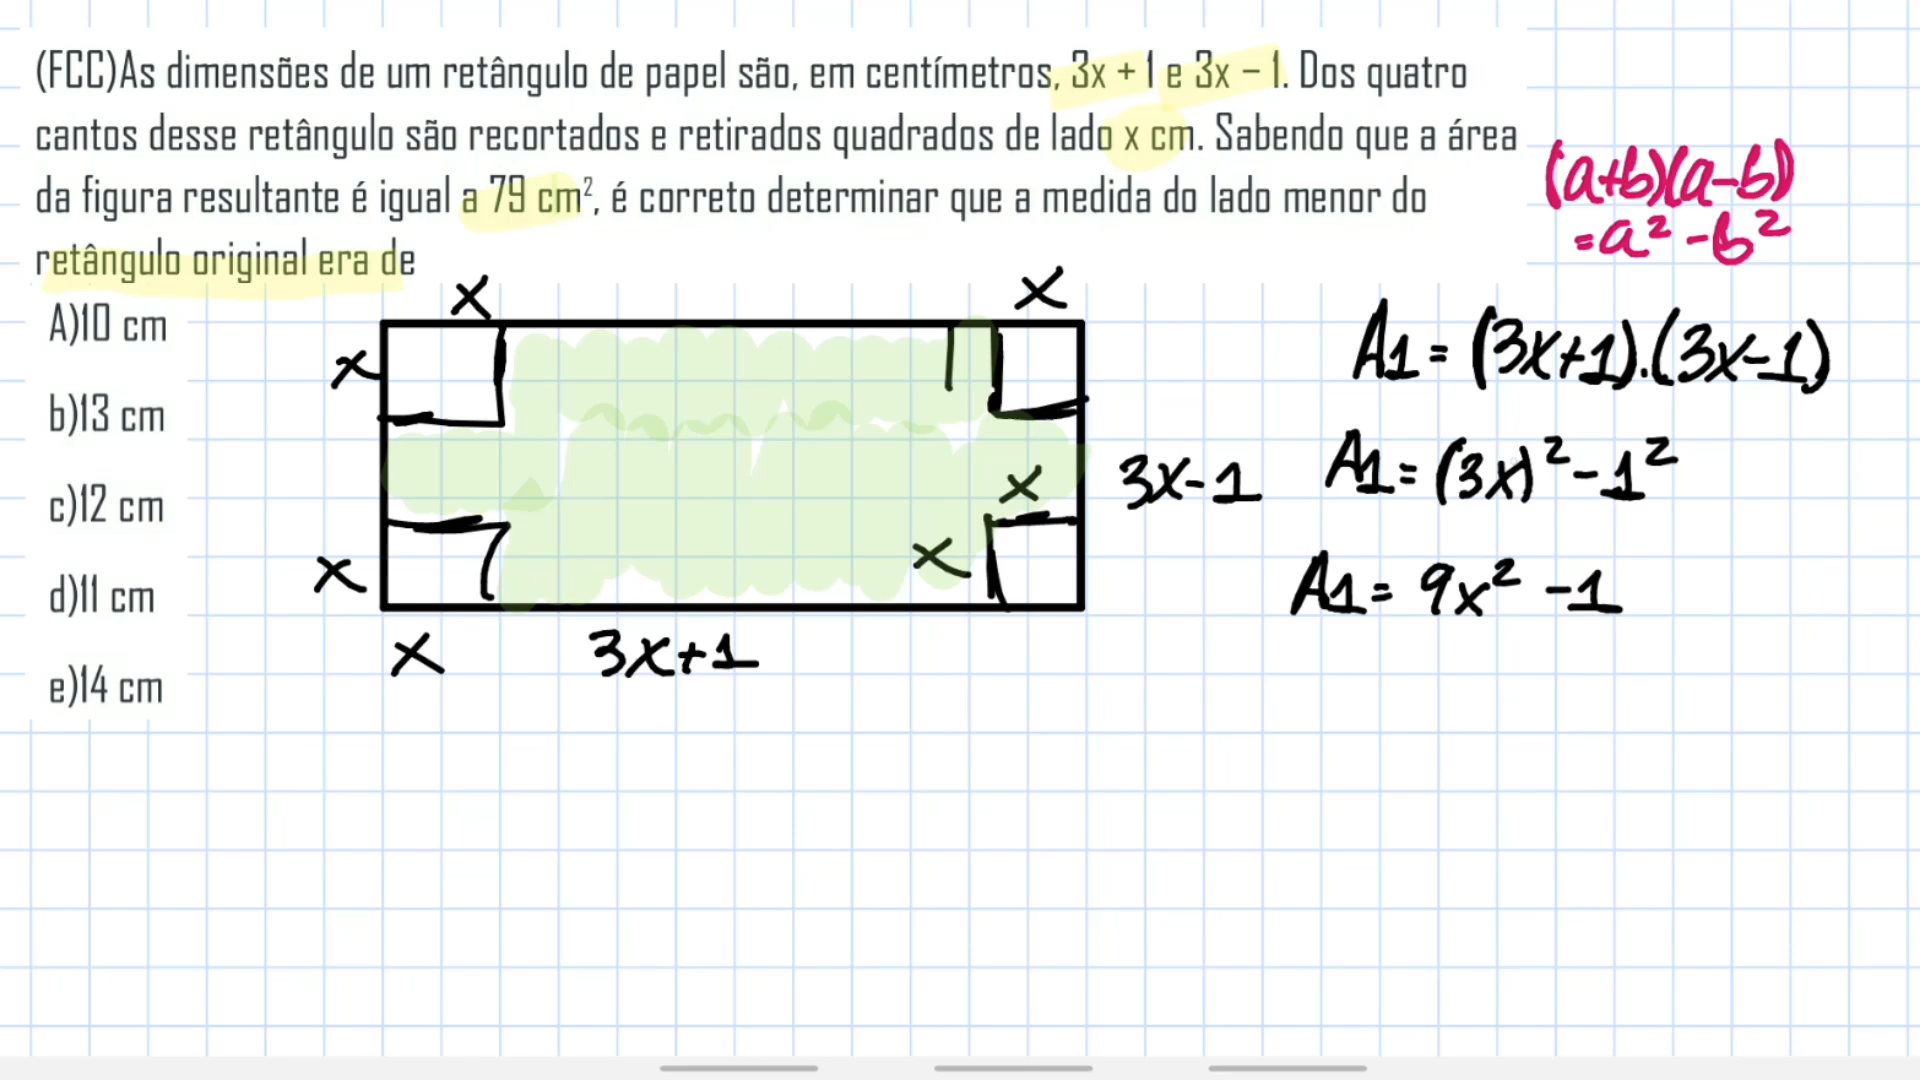 (FCC)As dimensões de um retângulo de papel são, em centímetros, 3x + 1 e 3x – 1. Dos quatro
cantos desse retângulo são recortados e retirados quadrados de lado x cm. Sabendo que a área
da figura resultante é igual a 79 cm², é correto determinar que a medida do lado menor do
retângulo original era de
A)10 cm
b)13 cm
c)12 cm
d)11 cm
e)14 cm
x
x
x
x
x
x
x
3x-1
3x+1
(a+b)(a-b)
=a²-b²
A1= (3x+1).(3x-1)
A1= (3x)²-1²
A1= 9x²-1